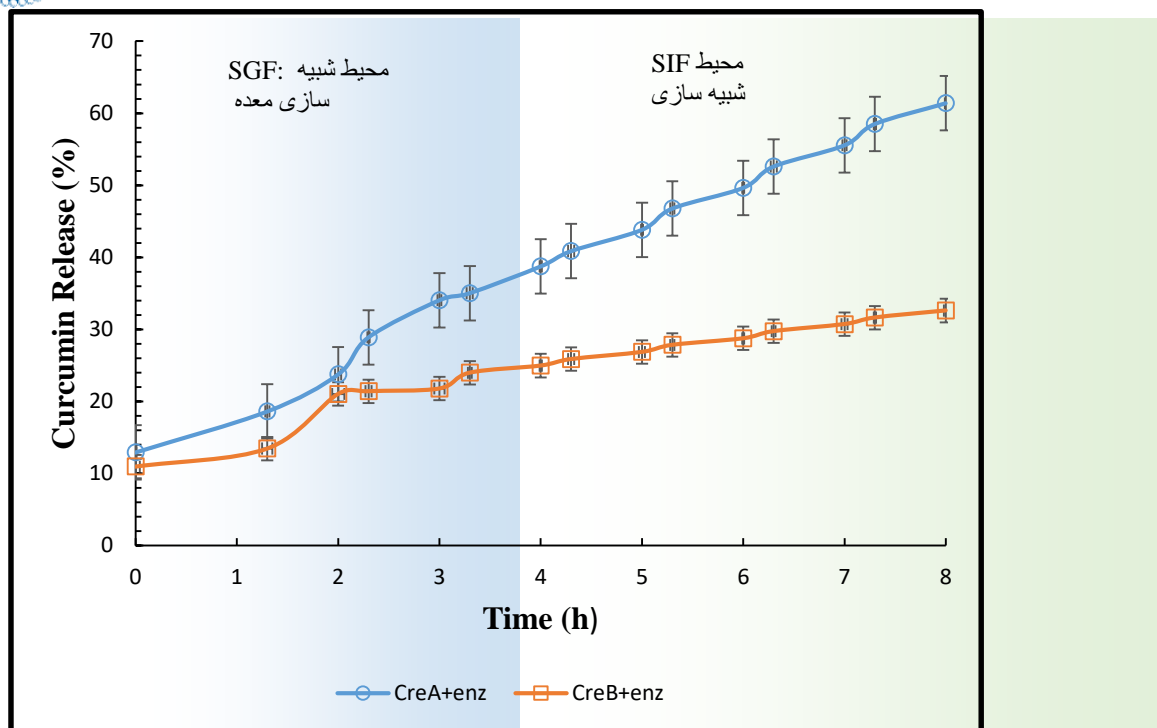 70
60
50
40
30
20
10
0
Curcumin Release (%)
SGF: محیط شبیه
سازی معده
محیط SIF
شبیه سازی
0 1 2 3 4 5 6 7 8
Time (h)
CreA+enz CreB+enz